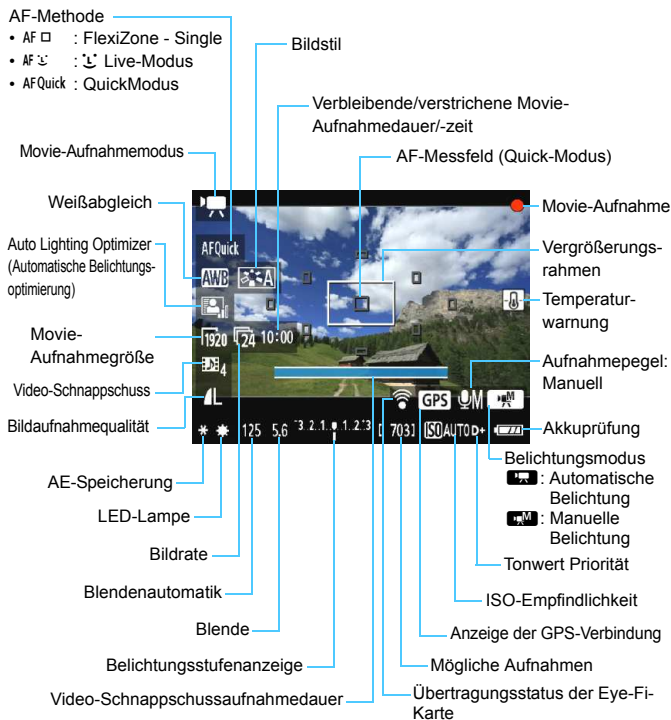 AF-Methode
• AF □ : FlexiZone - Single
• AF : Live-Modus
• AFQuick : QuickModus
Bildstil
Verbleibende/verstrichene Movie-
Aufnahmedauer/-zeit
Movie-Aufnahmemodus
AF-Messfeld (Quick-Modus)
Weißabgleich
Movie-Aufnahme
Auto Lighting Optimizer
(Automatische Belichtungs-
optimierung)
Vergrößerungs-
rahmen
Temperatur-
warnung
Movie-
Aufnahmegröße
Aufnahmepegel:
Manuell
Video-Schnappschuss
Bildaufnahmequalität
Akkuprüfung
AFQuick
AWB
A
1920 24 10:00
4
L
GPS M M
* 125 5.6 -3..2..1..0..1..2.:3 [ 703] ISO AUTO D+
AE-Speicherung
LED-Lampe
Bildrate
Blendenautomatik
Blende
Belichtungsstufenanzeige
Video-Schnappschussaufnahmedauer
Belichtungsmodus
: Automatische
Belichtung
M : Manuelle
Belichtung
Tonwert Priorität
ISO-Empfindlichkeit
Anzeige der GPS-Verbindung
Mögliche Aufnahmen
Übertragungsstatus der Eye-Fi-
Karte